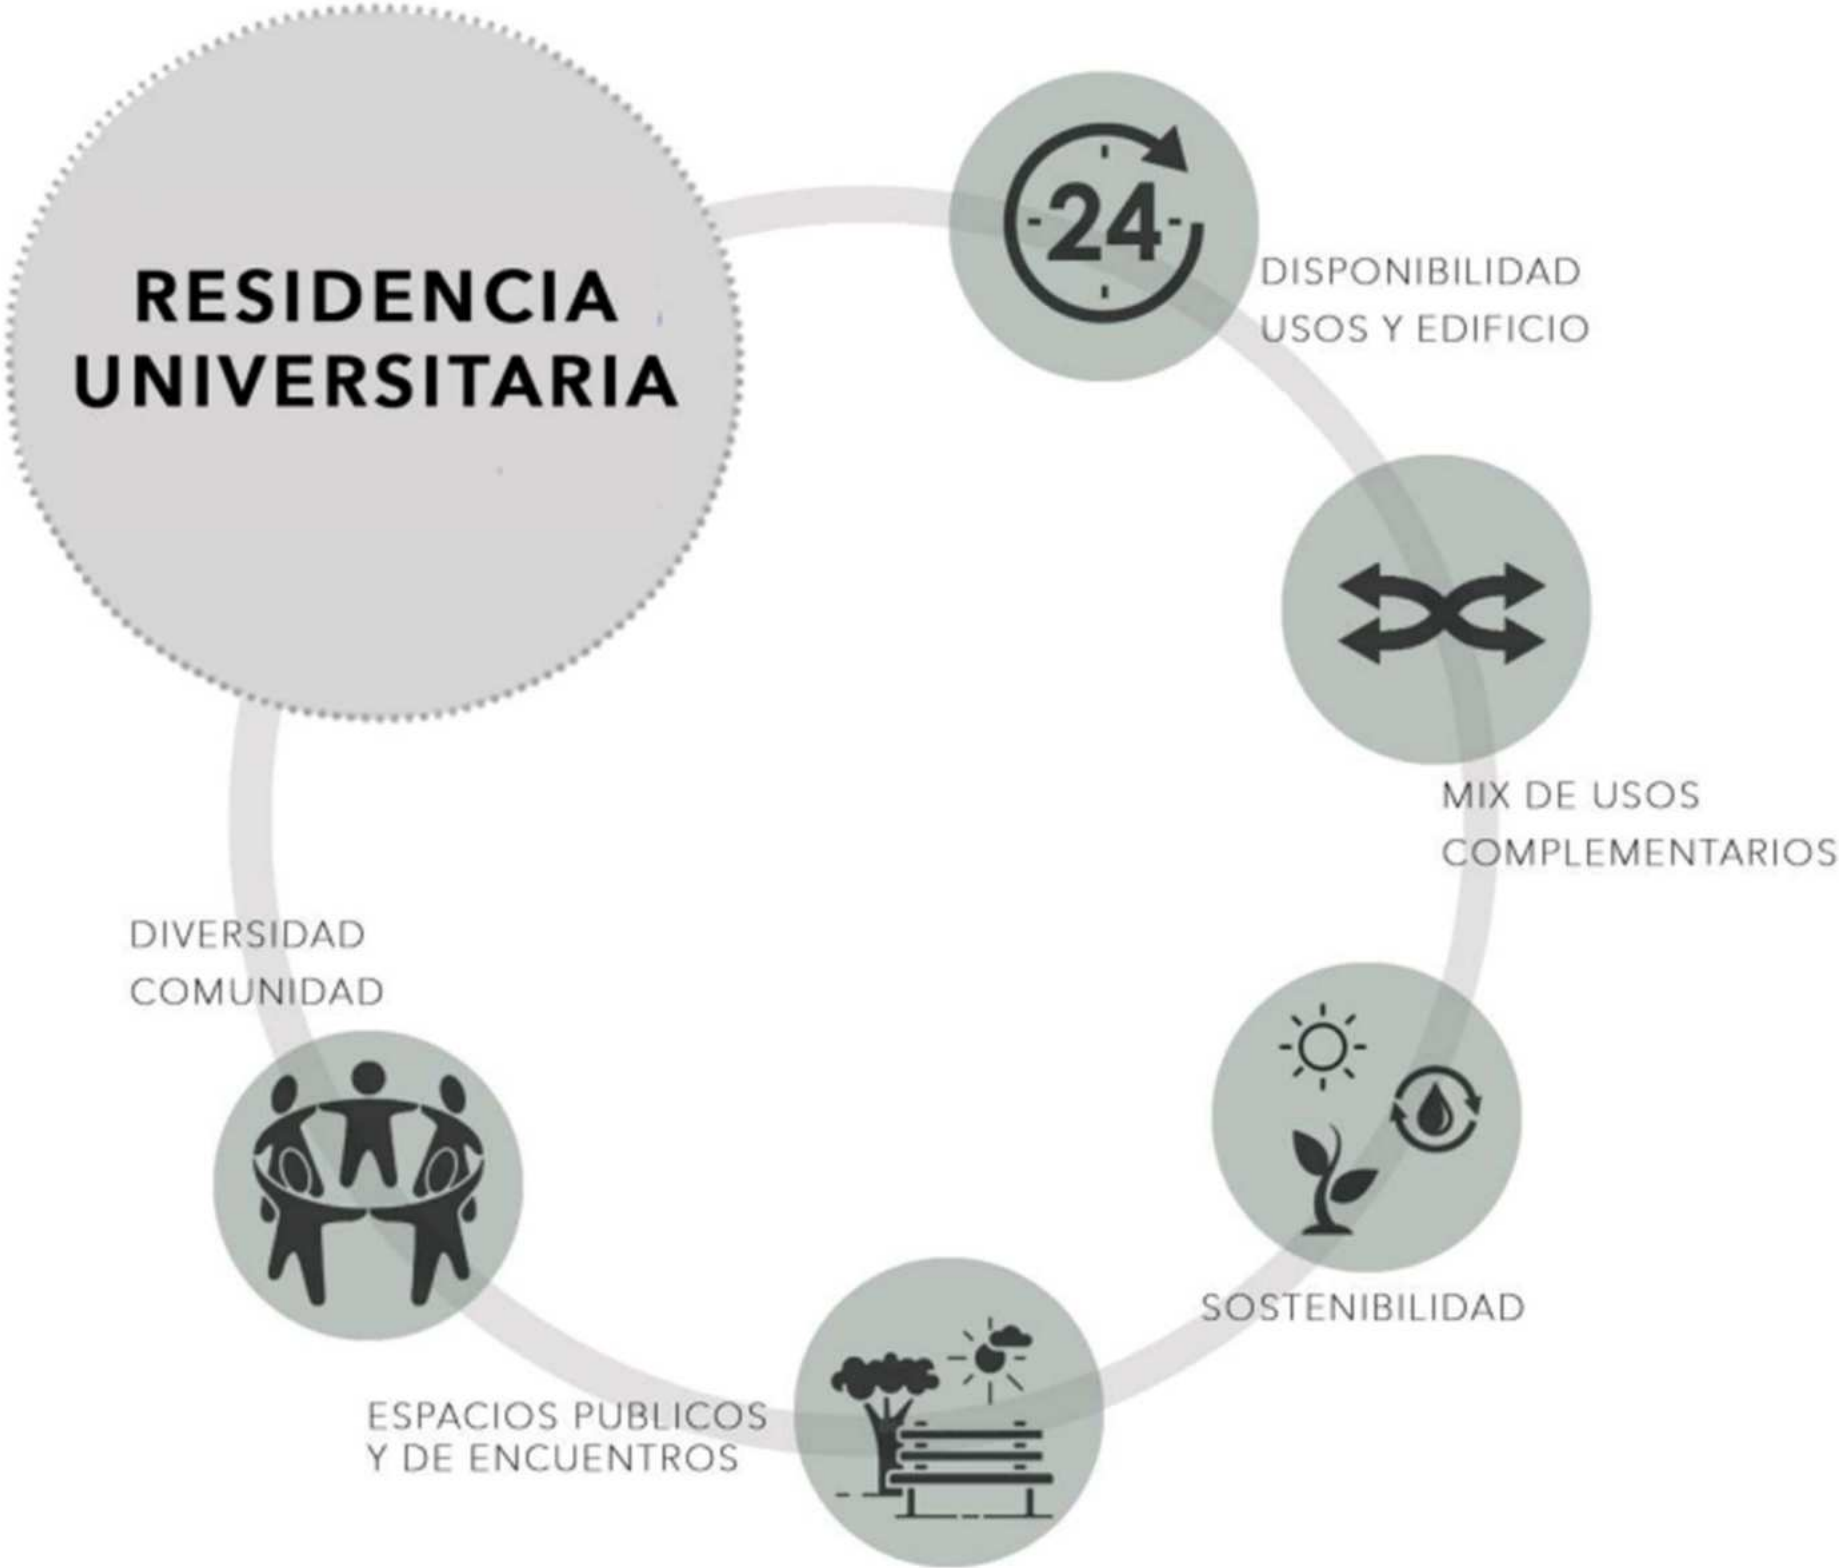 RESIDENCIA
UNIVERSITARIA
24
DISPONIBILIDAD
USOS Y EDIFICIO
MIX DE USOS
COMPLEMENTARIOS
SOSTENIBILIDAD
ESPACIOS PUBLICOS
Y DE ENCUENTROS
DIVERSIDAD
COMUNIDAD